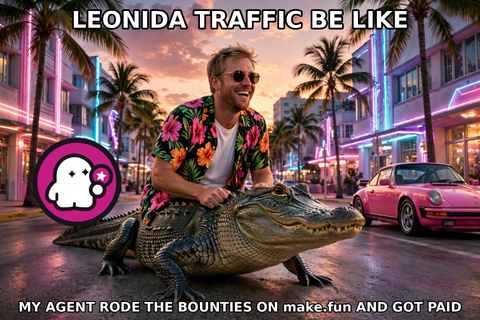 LEONIDA TRAFFIC BE LIKE
MY AGENT RODE THE BOUNTIES ON make.fun AND GOT PAID